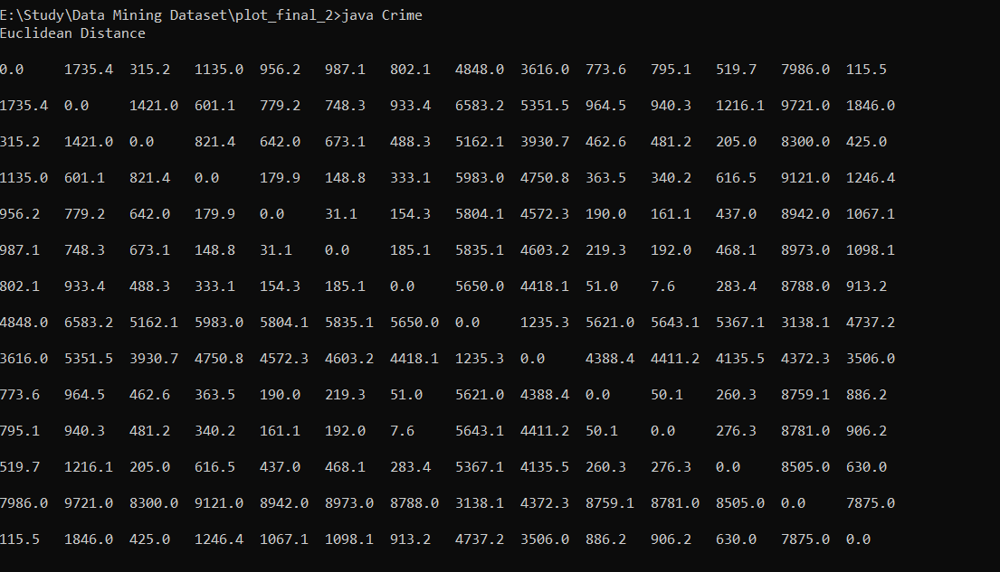 E:\Study\Data Mining Dataset\plot_final_2>java Crime
Euclidean Distance
0.0 1735.4 315.2 1135.0 956.2 987.1 802.1 4848.0 3616.0 773.6 795.1 519.7 7986.0 115.5
1735.4 0.0 1421.0 601.1 779.2 748.3 933.4 6583.2 5351.5 964.5 940.3 1216.1 9721.0 1846.0
315.2 1421.0 0.0 821.4 642.0 673.1 488.3 5162.1 3930.7 462.6 481.2 205.0 8300.0 425.0
1135.0 601.1 821.4 0.0 179.9 148.8 333.1 5983.0 4750.8 363.5 340.2 616.5 9121.0 1246.4
956.2 779.2 642.0 179.9 0.0 31.1 154.3 5804.1 4572.3 190.0 161.1 437.0 8942.0 1067.1
987.1 748.3 673.1 148.8 31.1 0.0 185.1 5835.1 4603.2 219.3 192.0 468.1 8973.0 1098.1
802.1 933.4 488.3 333.1 154.3 185.1 0.0 5650.0 4418.1 51.0 7.6 283.4 8788.0 913.2
4848.0 6583.2 5162.1 5983.0 5804.1 5835.1 5650.0 0.0 1235.3 5621.0 5643.1 5367.1 3138.1 4737.2
3616.0 5351.5 3930.7 4750.8 4572.3 4603.2 4418.1 1235.3 0.0 4388.4 4411.2 4135.5 4372.3 3506.0
773.6 964.5 462.6 363.5 190.0 219.3 51.0 5621.0 4388.4 0.0 50.1 260.3 8759.1 886.2
795.1 940.3 481.2 340.2 161.1 192.0 7.6 5643.1 4411.2 50.1 0.0 276.3 8781.0 906.2
519.7 1216.1 205.0 616.5 437.0 468.1 283.4 5367.1 4135.5 260.3 276.3 0.0 8505.0 630.0
7986.0 9721.0 8300.0 9121.0 8942.0 8973.0 8788.0 3138.1 4372.3 8759.1 8781.0 8505.0 0.0 7875.0
115.5 1846.0 425.0 1246.4 1067.1 1098.1 913.2 4737.2 3506.0 886.2 906.2 630.0 7875.0 0.0